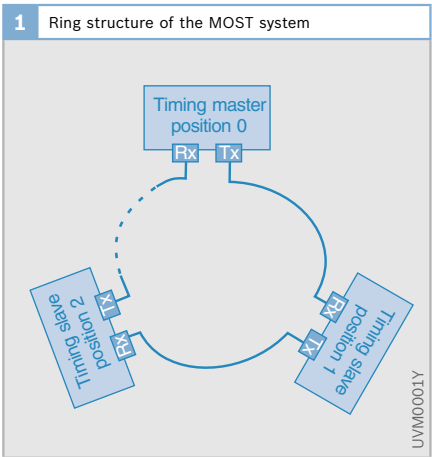 1 Ring structure of the MOST system
Timing master
position 0
Rx Tx
Timing slave
position 2
Tx
Rx
Rx
Tx
Timing slave
position 1
UVM0001Y